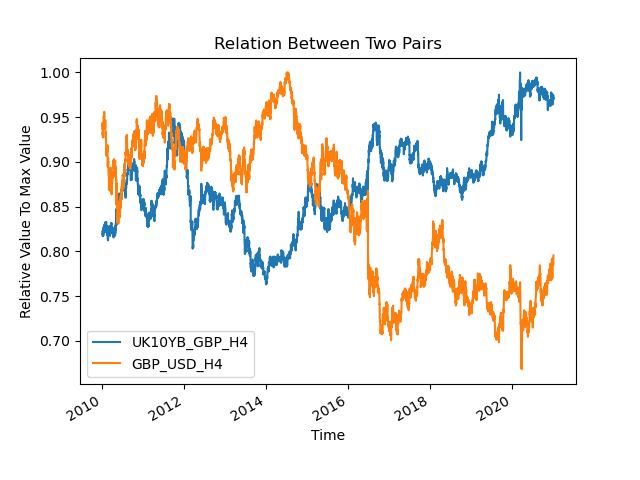 Relation Between Two Pairs
Relative Value To Max Value
1.00
0.95
0.90
0.85
0.80
0.75
0.70
UK10YB_GBP_H4
GBP_USD_H4
2010
2012
2014
2016
2018
2020
Time